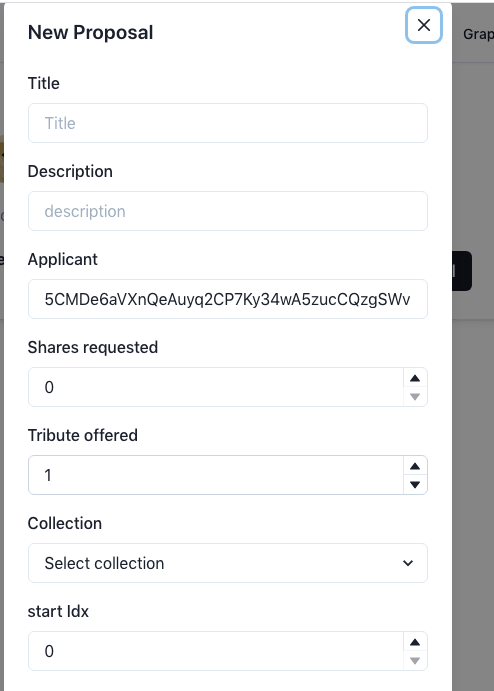 New Proposal
Grap
Title
Title
Description
description
Applicant
5CMDe6aVXnQeAuyq2CP7Ky34wA5zucCQzgSWv
Shares requested
0
Tribute offered
1
Collection
Select collection
start Idx
0